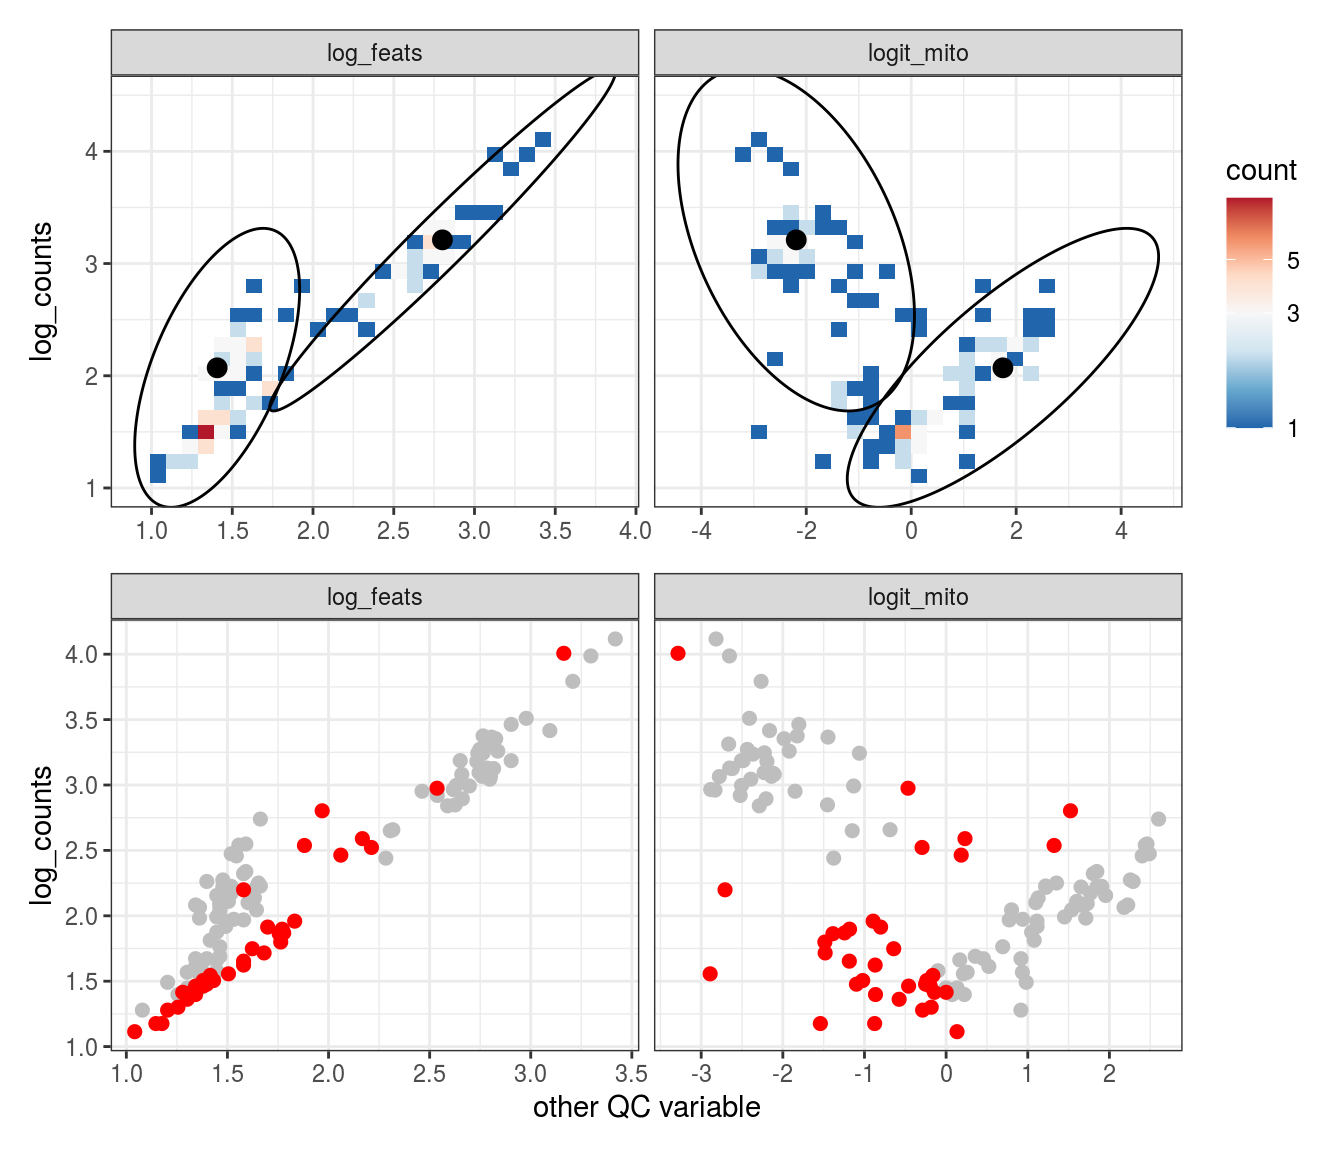 log_feats
logit_mito
log_counts
4
3
2
1
1.0 1.5 2.0 2.5 3.0 3.5 4.0
-4 -2 0 2 4
count
5
3
1
log_feats
logit_mito
log_counts
4.0
3.5
3.0
2.5
2.0
1.5
1.0
1.0 1.5 2.0 2.5 3.0 3.5
-3 -2 -1 0 1 2
other QC variable